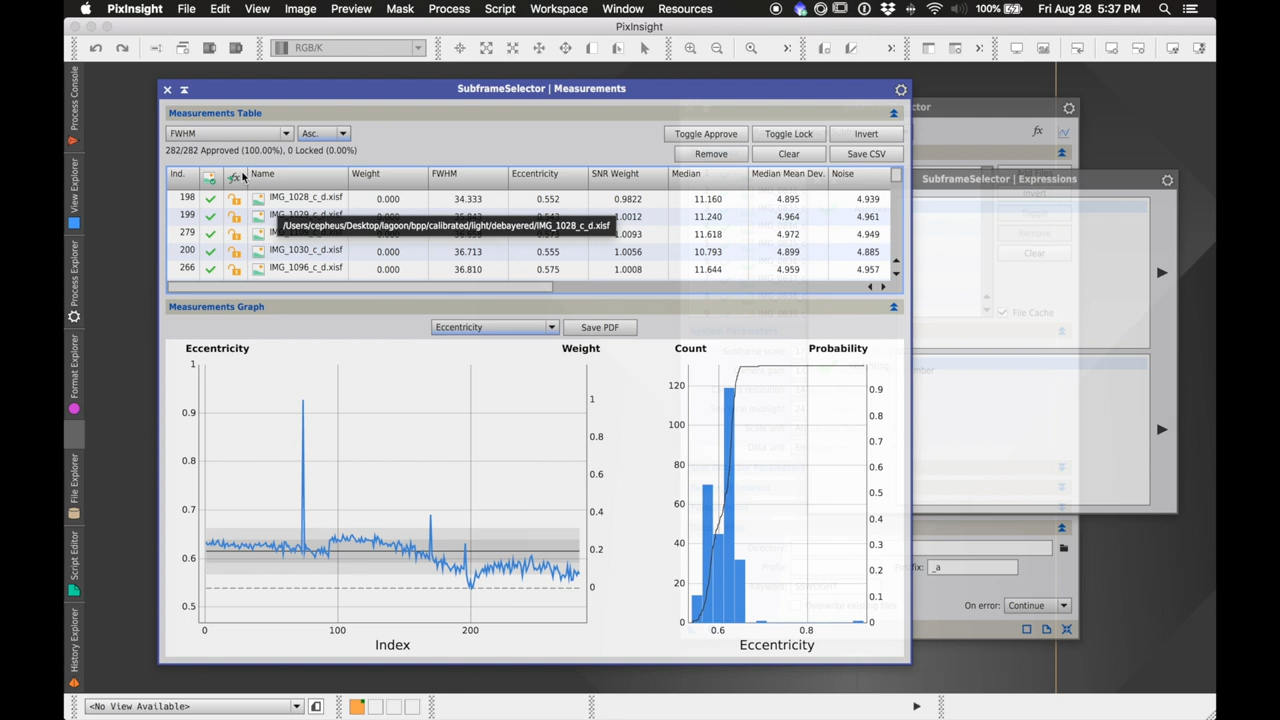 PixInsight File Edit View Image Preview Mask Process Script Workspace Window Resources 100% Fri Aug 28 5:37 PM
PixInsight
RGB/K
Process Console
View Explorer
Process Explorer
Format Explorer
File Explorer
Script Editor
History Explorer
SubframeSelector | Measurements
Measurements Table
FWHM Asc. Toggle Approve Toggle Lock Invert
282/282 Approved (100.00%), 0 Locked (0.00%) Remove Clear Save CSV
Ind. Name Weight FWHM Eccentricity SNR Weight Median Median Mean Dev. Noise
198 IMG_1028_c_d.xisf 0.000 34.333 0.552 0.9822 11.160 4.895 4.939
199 1.0012 11.240 4.964 4.961
/Users/cepheus/Desktop/lagoon/bpp/calibrated/light/debayered/IMG_1028_c_d.xisf
279 1.0093 11.618 4.972 4.949
200 IMG_1030_c_d.xisf 0.000 36.713 0.555 1.0056 10.793 4.899 4.885
266 IMG_1096_c_d.xisf 0.000 36.810 0.575 1.0008 11.644 4.959 4.957
Measurements Graph
Eccentricity Save PDF
Eccentricity Weight
1
0.9
0.8
0.7
0.6
0.5
1
0.8
0.6
0.4
0.2
0
0 100 200
Index
Count Probability
120
100
80
60
40
20
0
0.9
0.8
0.7
0.6
0.5
0.4
0.3
0.2
0.1
0
0.6 0.8
Eccentricity
SubframeSelector | Expressions
Invert
Clear
File Cache
_a
On error: Continue
<No View Available>